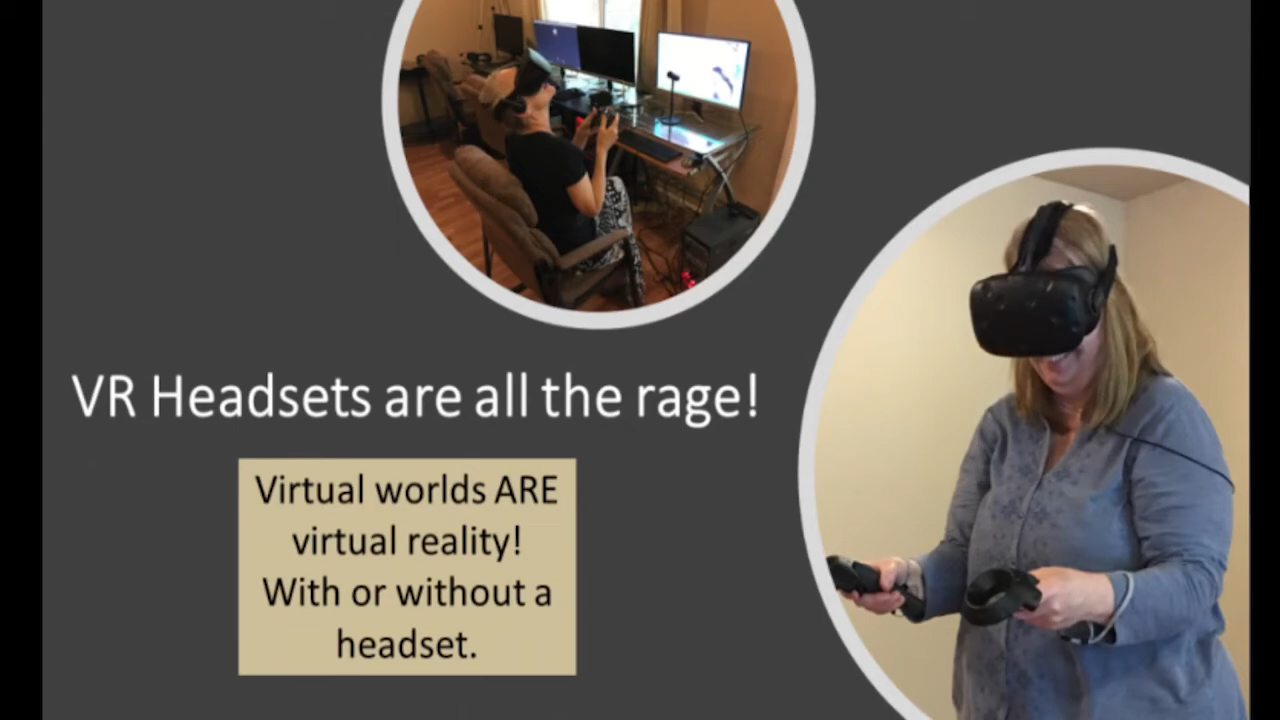 VR Headsets are all the rage!
Virtual worlds ARE
virtual reality!
With or without a
headset.